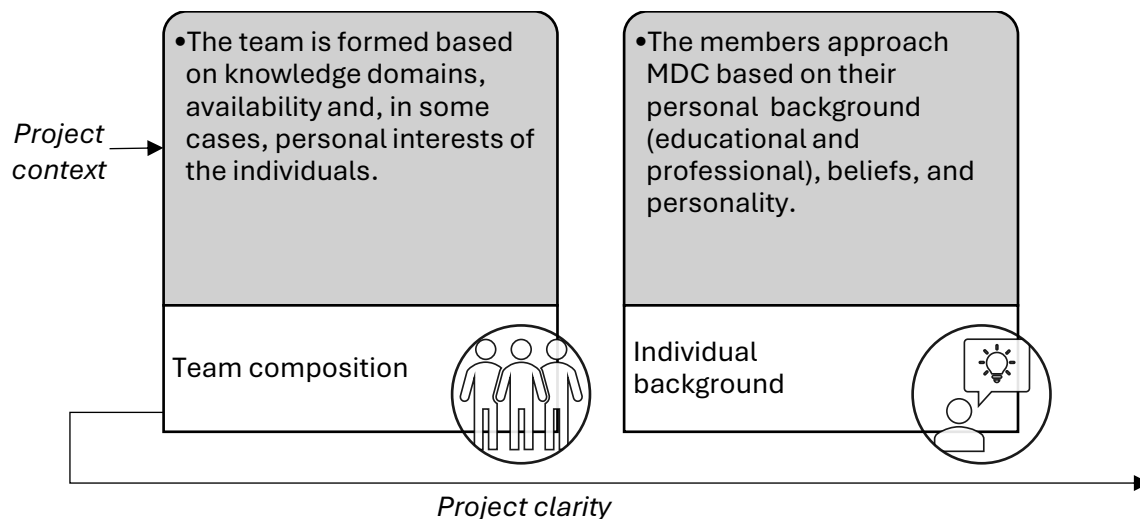 Project
context
•The team is formed based
on knowledge domains,
availability and, in some
cases, personal interests of
the individuals.
Team composition
•The members approach
MDC based on their
personal background
(educational and
professional), beliefs, and
personality.
Individual
background
Project clarity